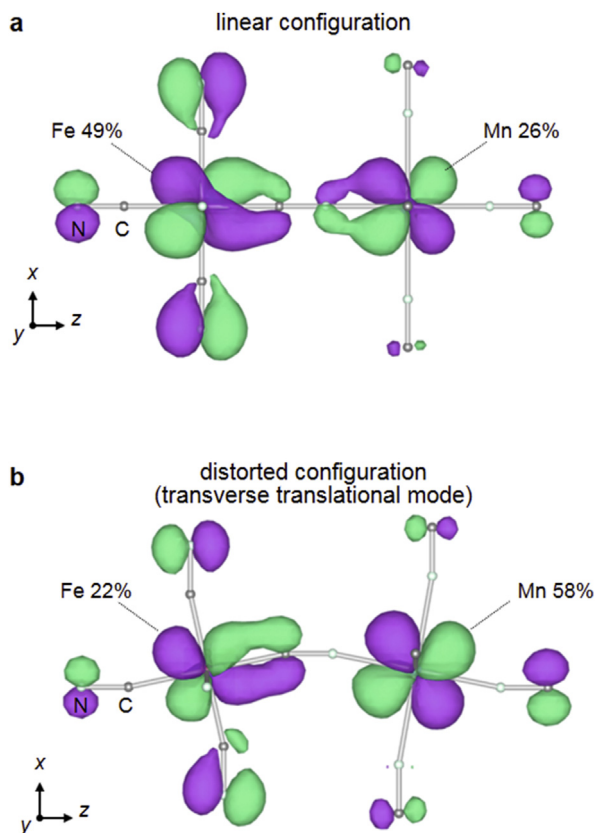 a
linear configuration
Fe 49%
Mn 26%
N
C
x
y
z
b
distorted configuration
(transverse translational mode)
Fe 22%
Mn 58%
N
C
x
y
z